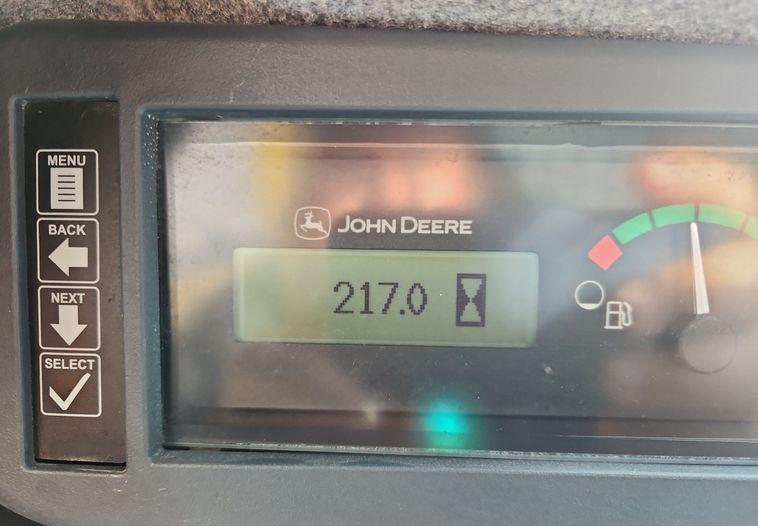 MENU
BACK
NEXT
SELECT
JOHN DEERE
217.0